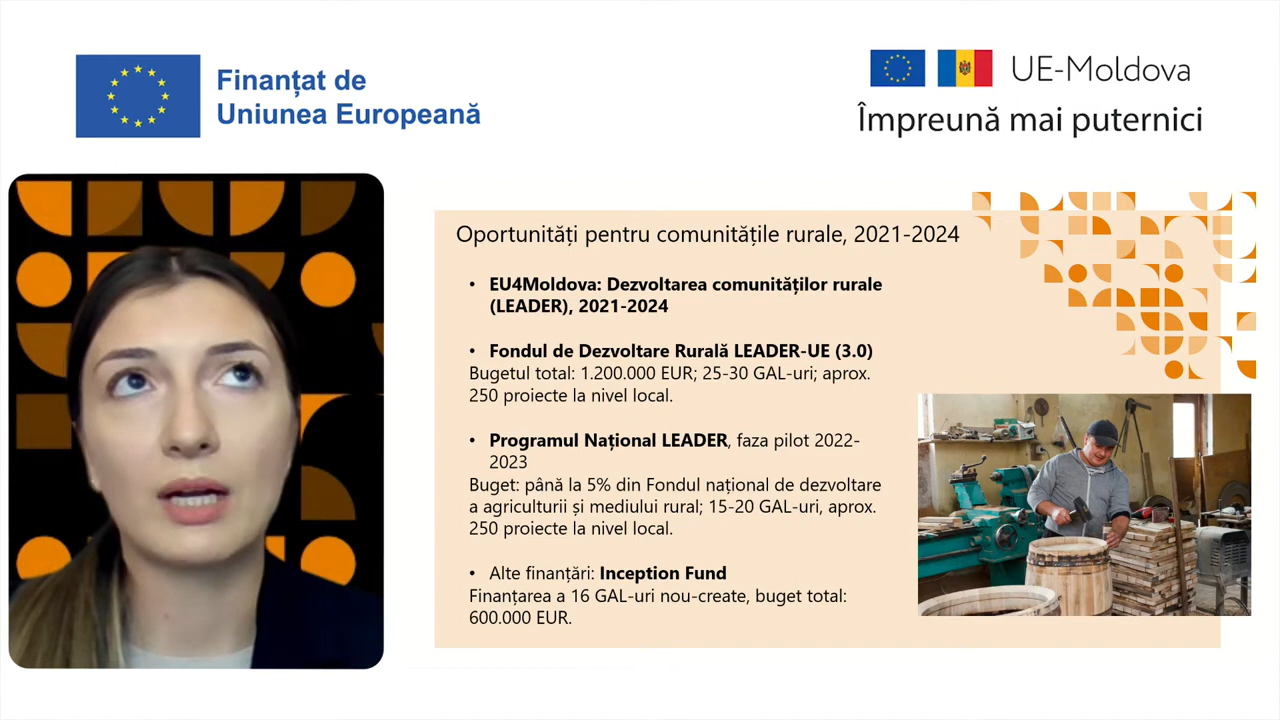 Finanțat de
Uniunea Europeană
UE-Moldova
Împreună mai puternici
Oportunități pentru comunitățile rurale, 2021-2024
• EU4Moldova: Dezvoltarea comunităților rurale
(LEADER), 2021-2024
• Fondul de Dezvoltare Rurală LEADER-UE (3.0)
Bugetul total: 1.200.000 EUR; 25-30 GAL-uri; aprox.
250 proiecte la nivel local.
• Programul Național LEADER, faza pilot 2022-
2023
Buget: până la 5% din Fondul național de dezvoltare
a agriculturii și mediului rural; 15-20 GAL-uri, aprox.
250 proiecte la nivel local.
• Alte finanțări: Inception Fund
Finanțarea a 16 GAL-uri nou-create, buget total:
600.000 EUR.